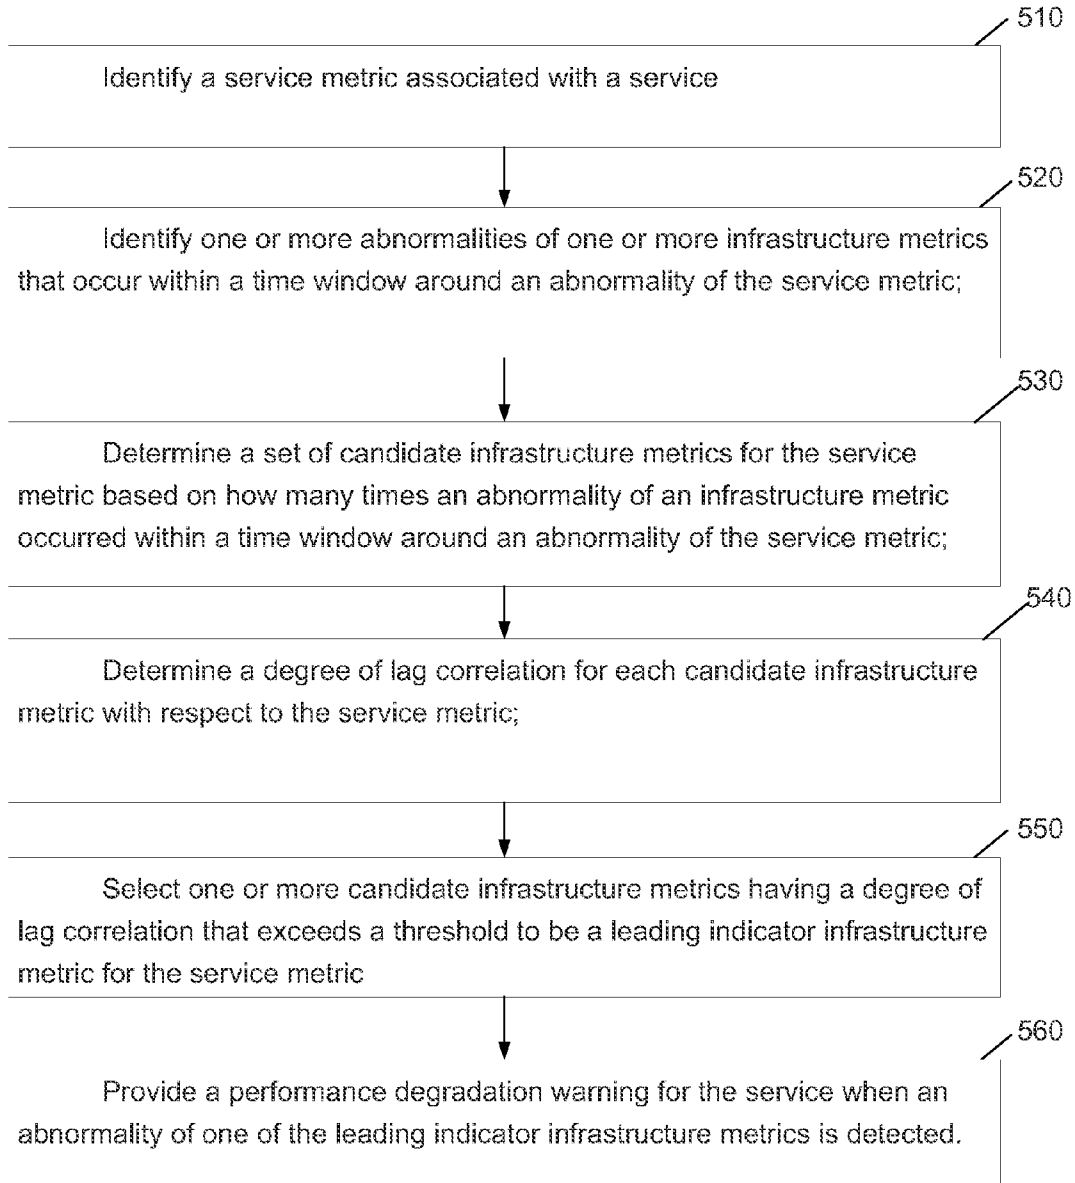 510
Identify a service metric associated with a service
520
Identify one or more abnormalities of one or more infrastructure metrics
that occur within a time window around an abnormality of the service metric;
530
Determine a set of candidate infrastructure metrics for the service
metric based on how many times an abnormality of an infrastructure metric
occurred within a time window around an abnormality of the service metric;
540
Determine a degree of lag correlation for each candidate infrastructure
metric with respect to the service metric;
550
Select one or more candidate infrastructure metrics having a degree of
lag correlation that exceeds a threshold to be a leading indicator infrastructure
metric for the service metric
560
Provide a performance degradation warning for the service when an
abnormality of one of the leading indicator infrastructure metrics is detected.